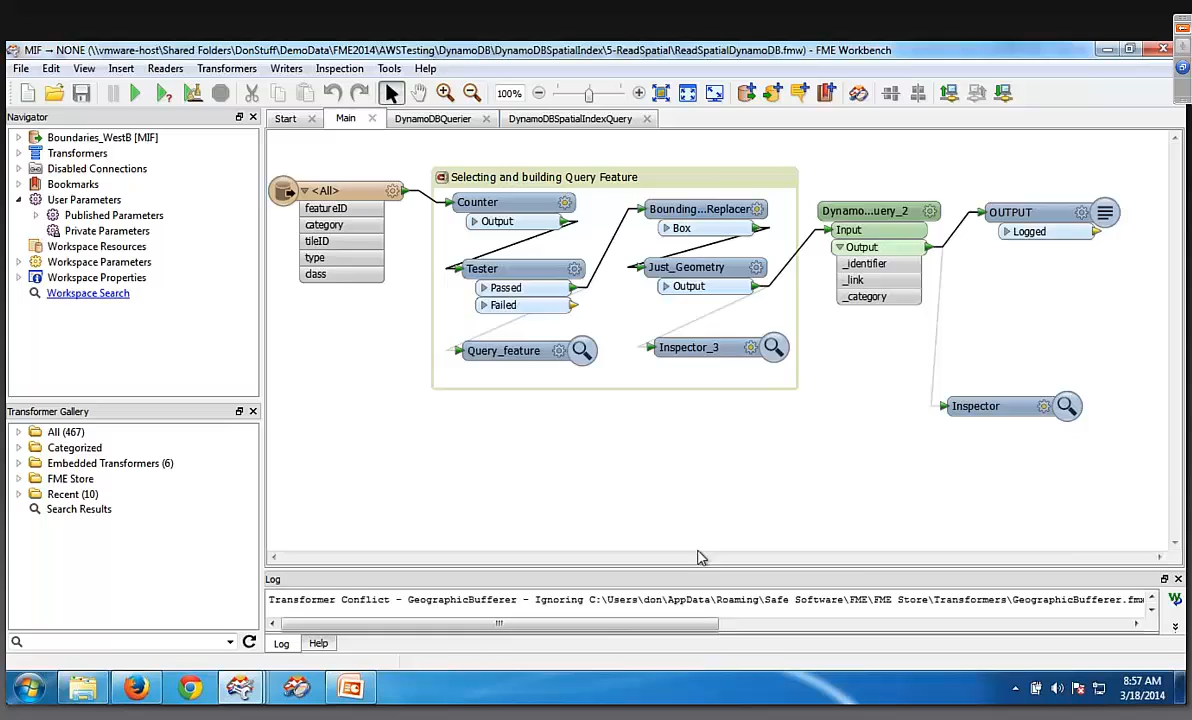 MIF → NONE (\\vmware-host\Shared Folders\DonStuff\DemoData\FME2014\AWSTesting\DynamoDB\DynamoDBSpatialIndex\5-ReadSpatial\ReadSpatialDynamoDB.fmw) - FME Workbench
File Edit View Insert Readers Transformers Writers Inspection Tools Help
100%
Navigator
Start Main DynamoDBQuerier DynamoDBSpatialIndexQuery
Boundaries_WestB [MIF]
Transformers
Disabled Connections
Bookmarks
User Parameters
Published Parameters
Private Parameters
Workspace Resources
Workspace Parameters
Workspace Properties
Workspace Search
<All>
featureID
category
tileID
type
class
Selecting and building Query Feature
Counter
Output
Tester
Passed
Failed
Query_feature
Bounding...Replacer
Box
Just_Geometry
Output
Inspector_3
Dynamo...uery_2
Input
Output
_identifier
_link
_category
OUTPUT
Logged
Inspector
Transformer Gallery
All (467)
Categorized
Embedded Transformers (6)
FME Store
Recent (10)
Search Results
Log
Transformer Conflict - GeographicBufferer - Ignoring C:\Users\don\AppData\Roaming\Safe Software\FME\FME Store\Transformers\GeographicBufferer.fmw
Log Help
8:57 AM
3/18/2014